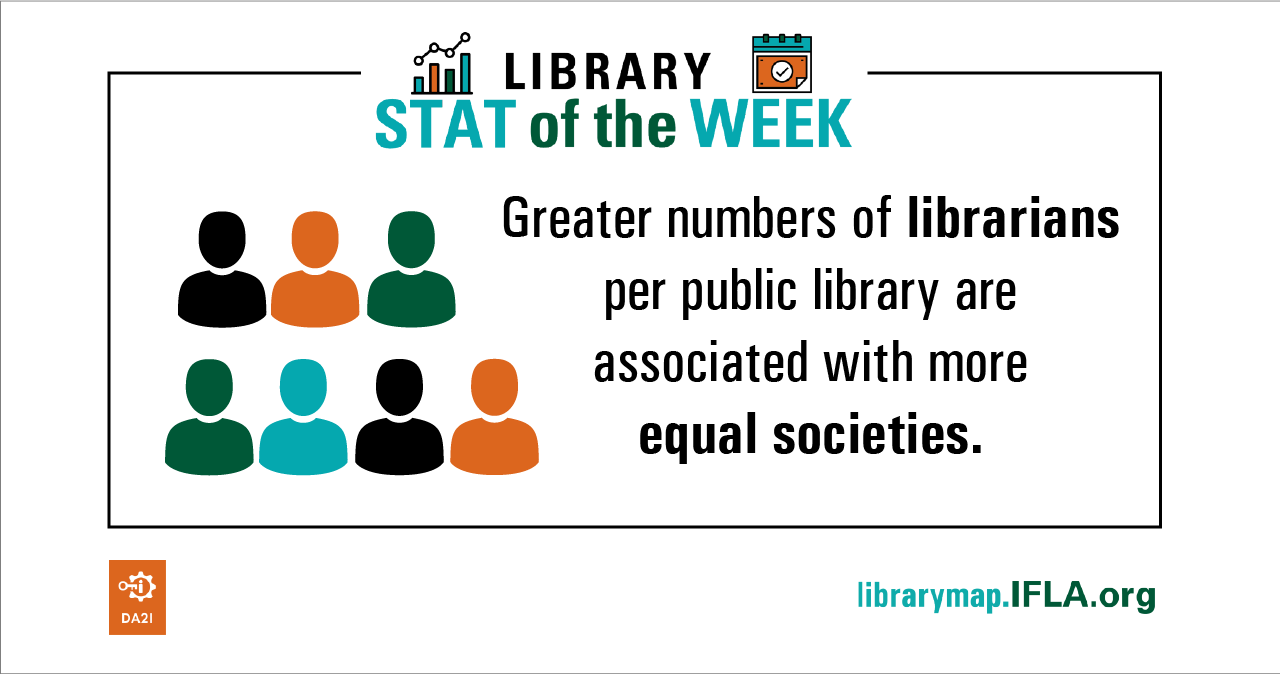 LIBRARY
STAT of the WEEK
Greater numbers of librarians
per public library are
associated with more
equal societies.
i
DA2I
librarymap.IFLA.org